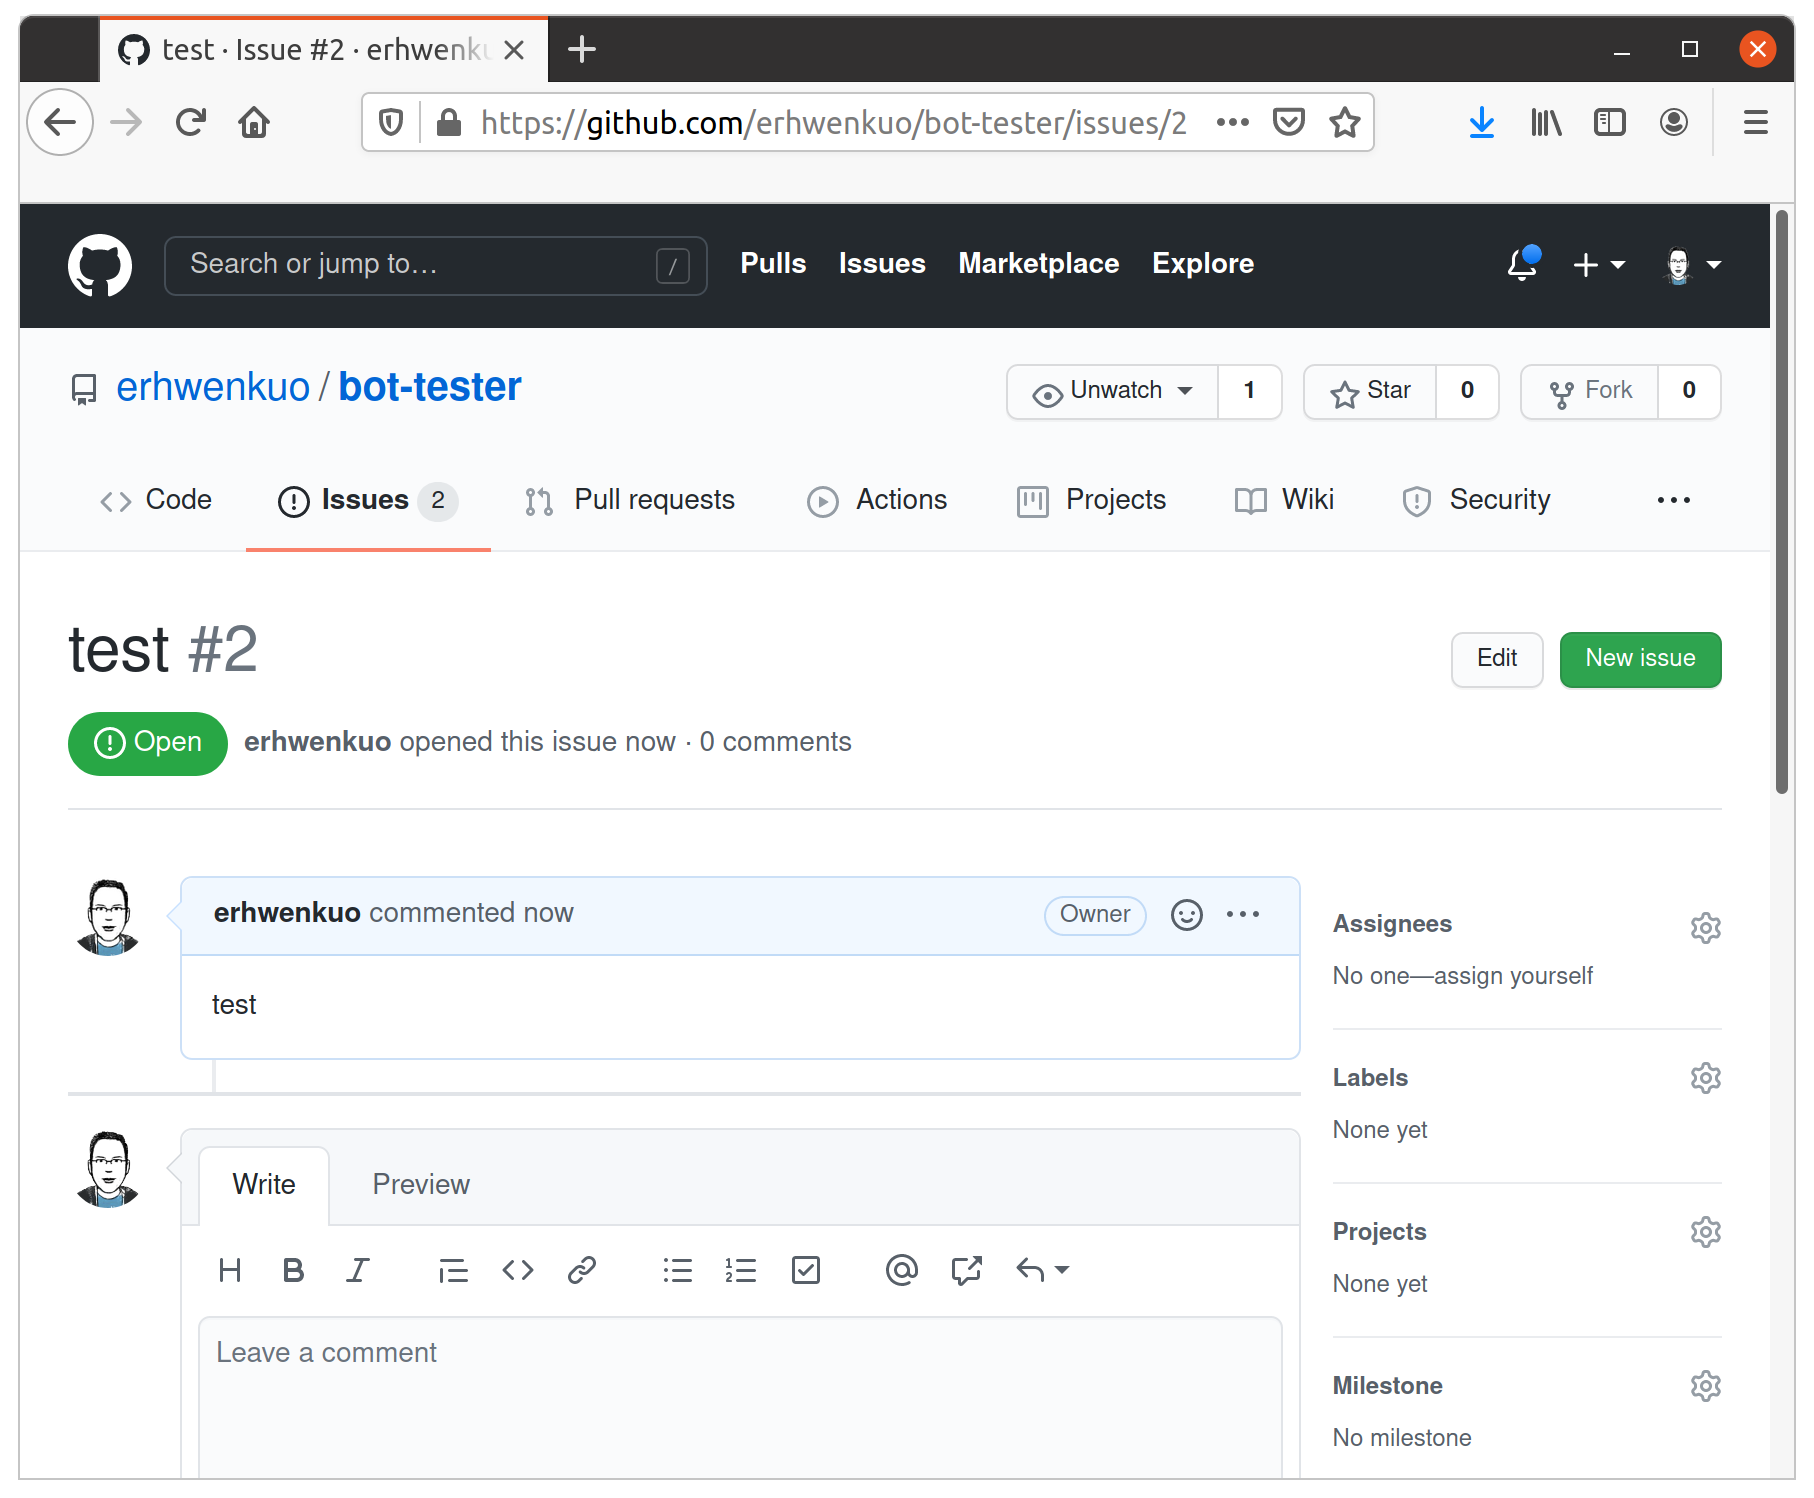 test · Issue #2 · erhwenku
https://github.com/erhwenkuo/bot-tester/issues/2
Search or jump to… / Pulls Issues Marketplace Explore
erhwenkuo / bot-tester Unwatch 1 Star 0 Fork 0
Code Issues 2 Pull requests Actions Projects Wiki Security
test #2 Edit New issue
Open erhwenkuo opened this issue now · 0 comments
erhwenkuo commented now Owner
test
Assignees
No one—assign yourself
Labels
None yet
Projects
None yet
Milestone
No milestone
Write Preview
Leave a comment